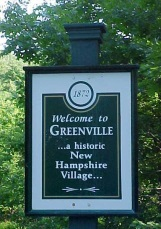 1872
Welcome to
GREENVILLE
...a historic
New
Hampshire
Village...